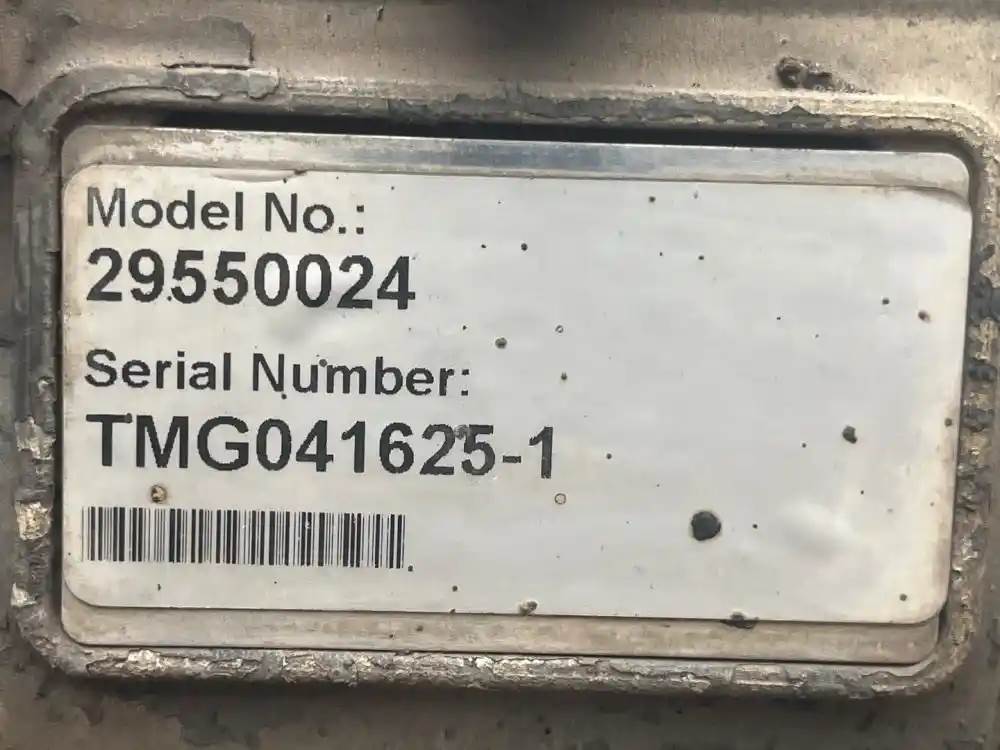 Model No.:
29550024
Serial Number:
TMG041625-1